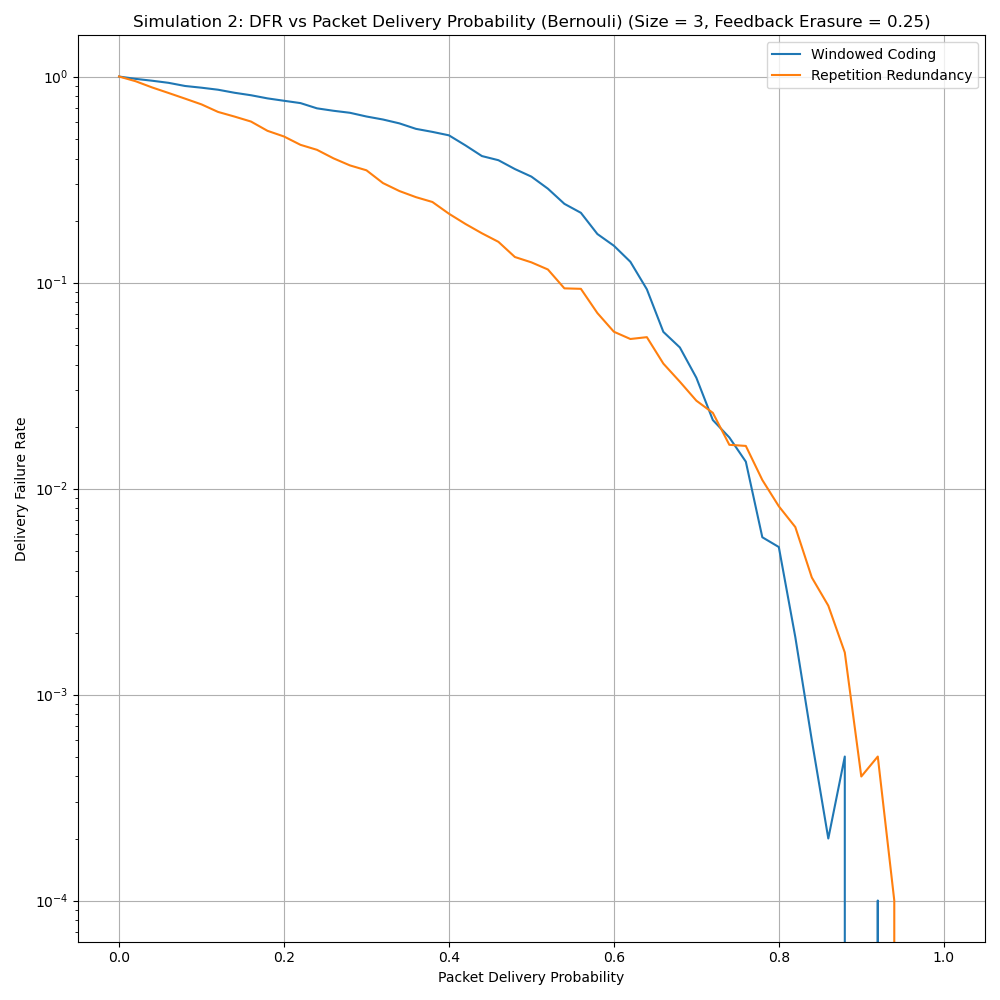 Simulation 2: DFR vs Packet Delivery Probability (Bernouli) (Size = 3, Feedback Erasure = 0.25)
Windowed Coding
Repetition Redundancy
Delivery Failure Rate
10⁰
10⁻¹
10⁻²
10⁻³
10⁻⁴
0.0 0.2 0.4 0.6 0.8 1.0
Packet Delivery Probability